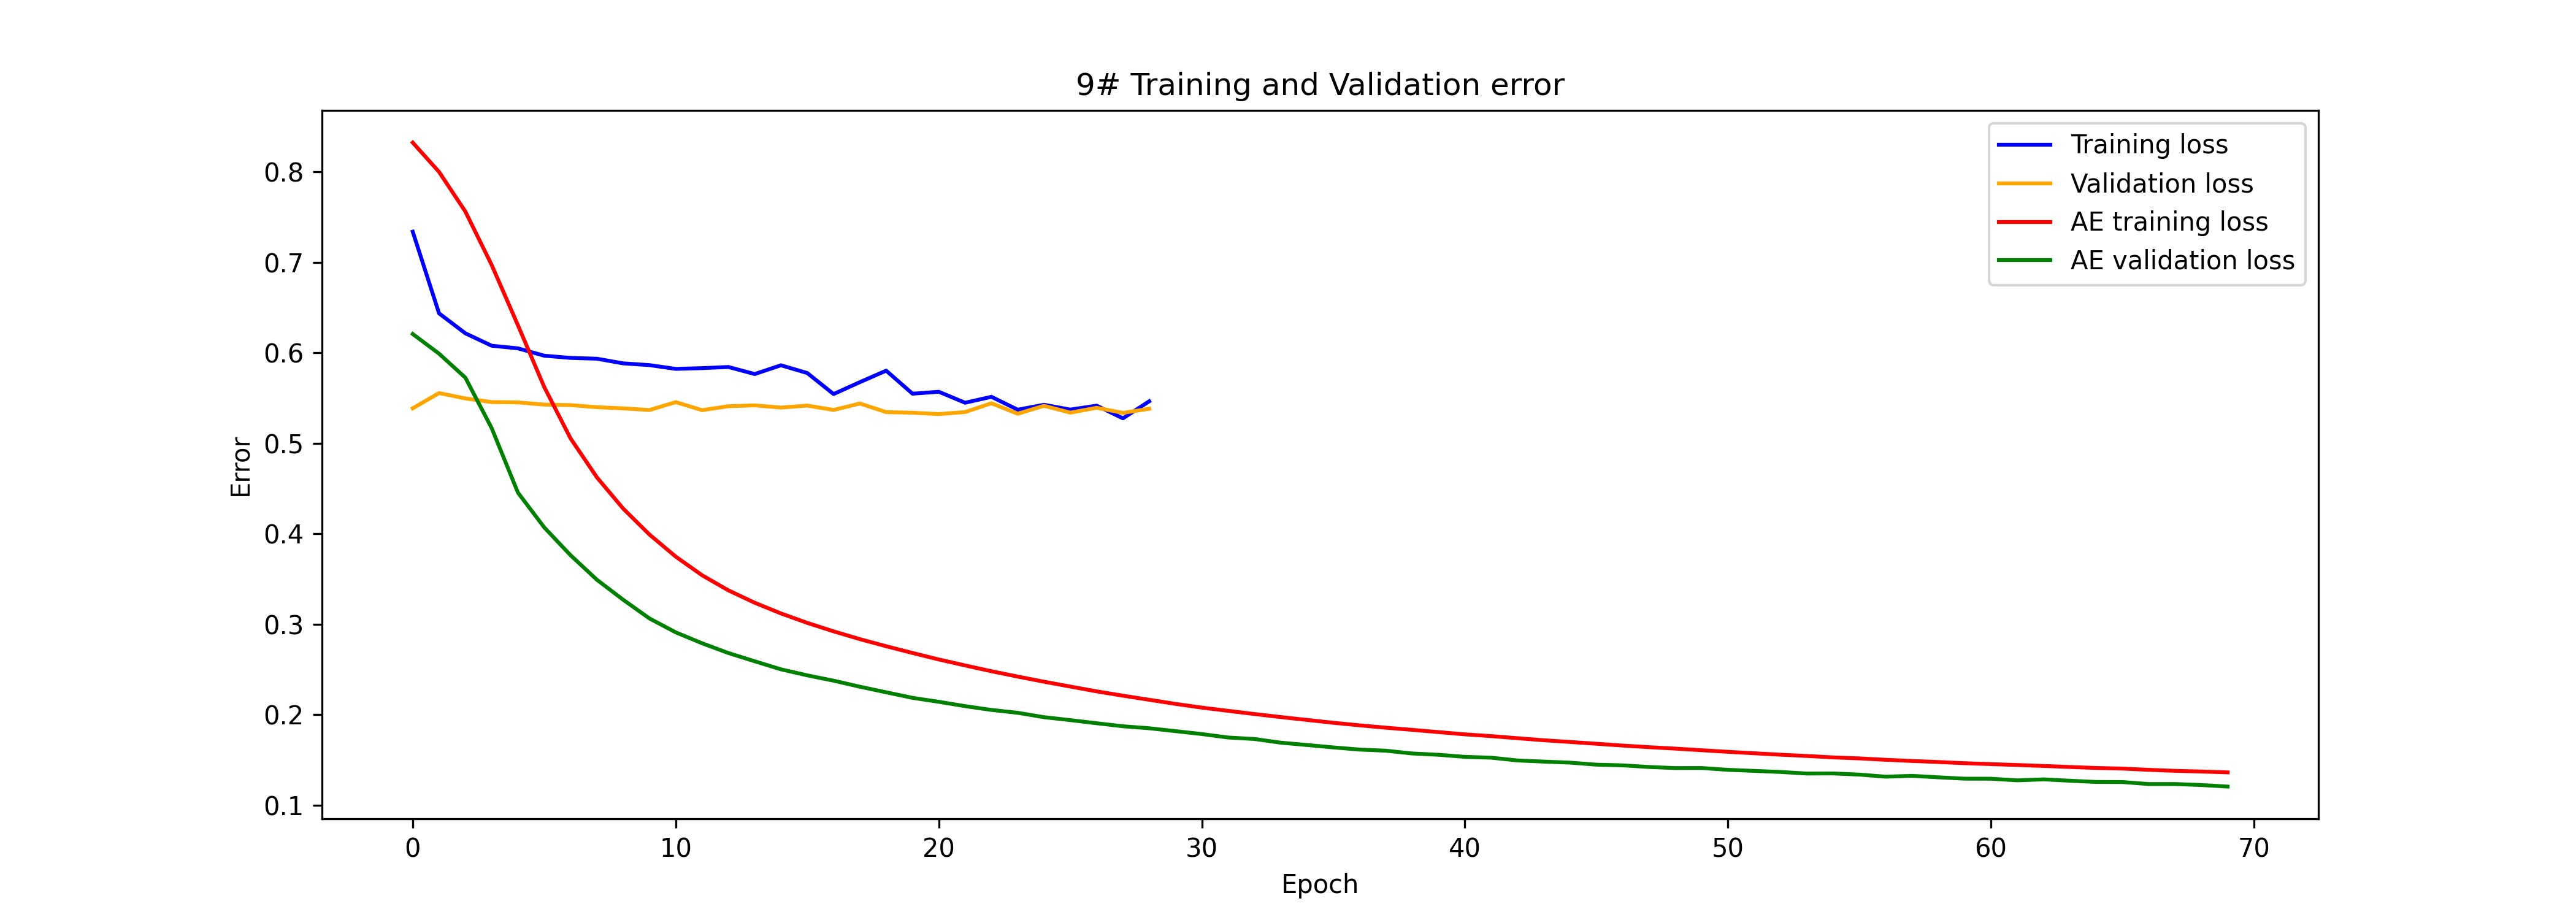 9# Training and Validation error
Training loss
Validation loss
AE training loss
AE validation loss
Error
0.8
0.7
0.6
0.5
0.4
0.3
0.2
0.1
0 10 20 30 40 50 60 70
Epoch